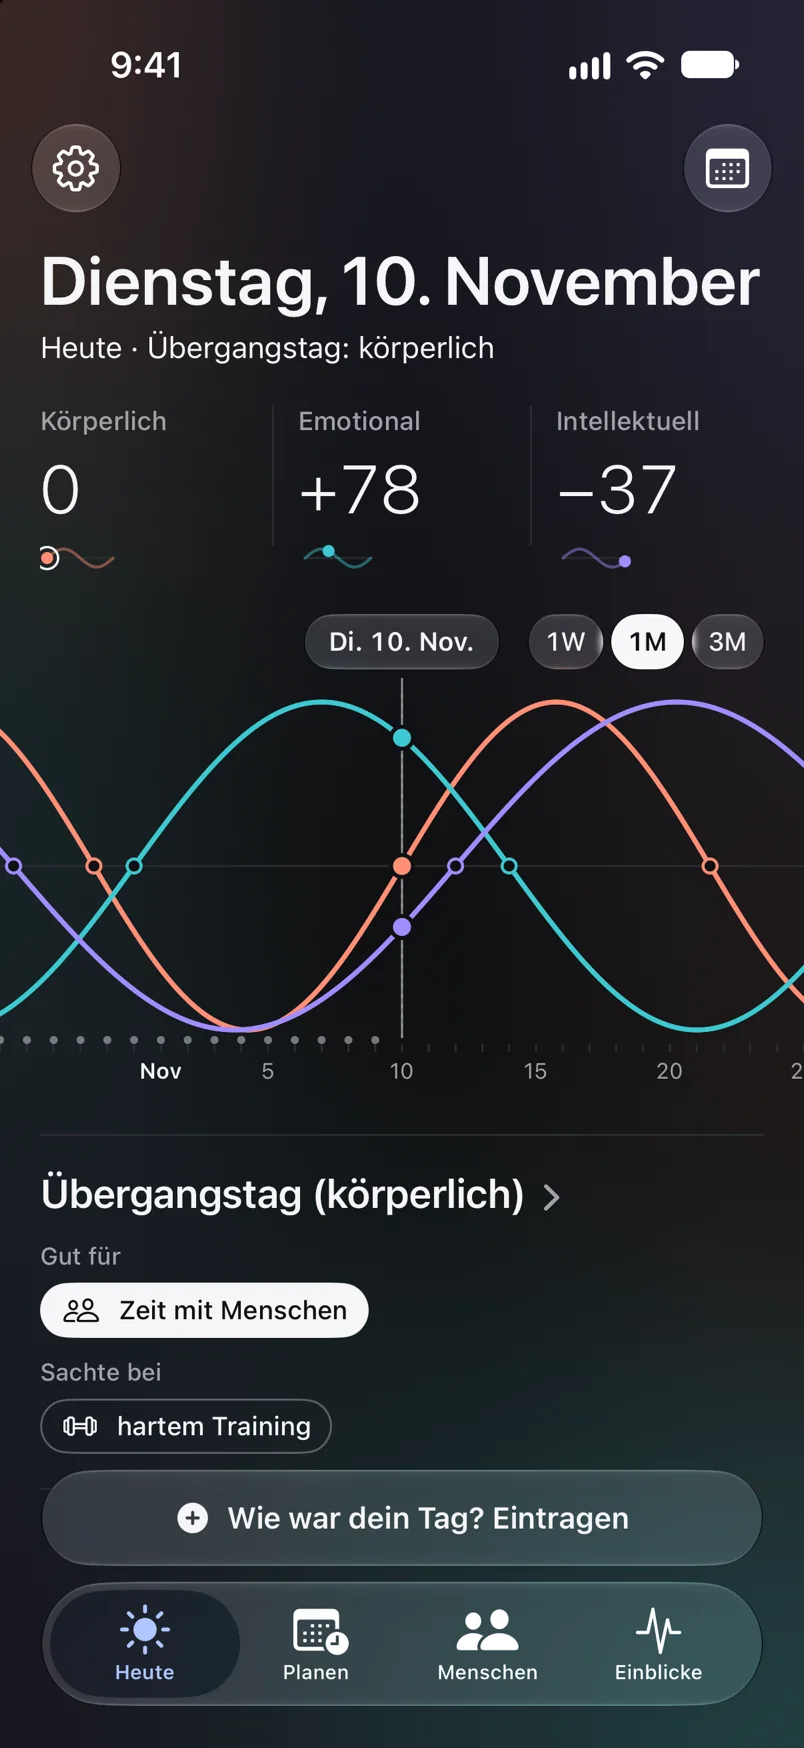 9:41
Dienstag, 10. November
Heute · Übergangstag: körperlich
Körperlich Emotional Intellektuell
0 +78 −37
Di. 10. Nov. 1W 1M 3M
Nov 5 10 15 20 2
Übergangstag (körperlich)
Gut für
Zeit mit Menschen
Sachte bei
hartem Training
Wie war dein Tag? Eintragen
Heute Planen Menschen Einblicke